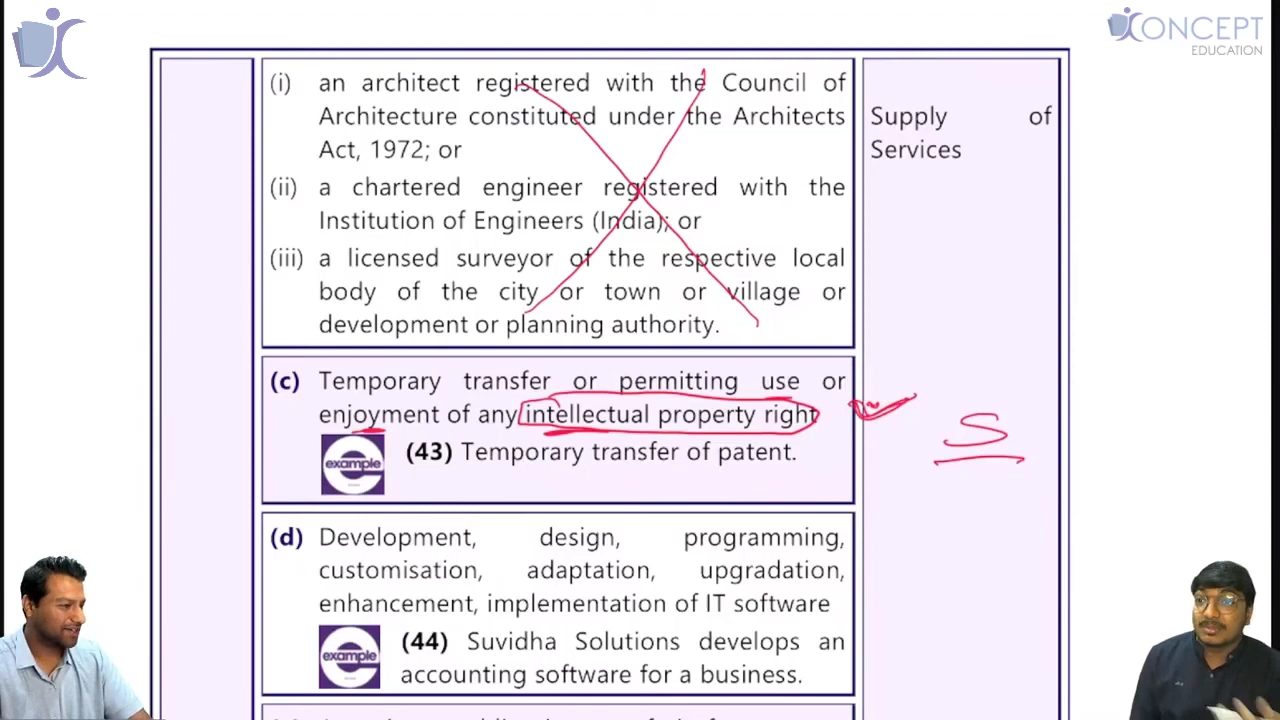 CONCEPT
EDUCATION
(i) an architect registered with the Council of
Architecture constituted under the Architects
Act, 1972; or
(ii) a chartered engineer registered with the
Institution of Engineers (India); or
(iii) a licensed surveyor of the respective local
body of the city or town or village or
development or planning authority.
Supply of
Services
(c) Temporary transfer or permitting use or
enjoyment of any intellectual property right
example
(43) Temporary transfer of patent.
S
(d) Development, design, programming,
customisation, adaptation, upgradation,
enhancement, implementation of IT software
example
(44) Suvidha Solutions develops an
accounting software for a business.